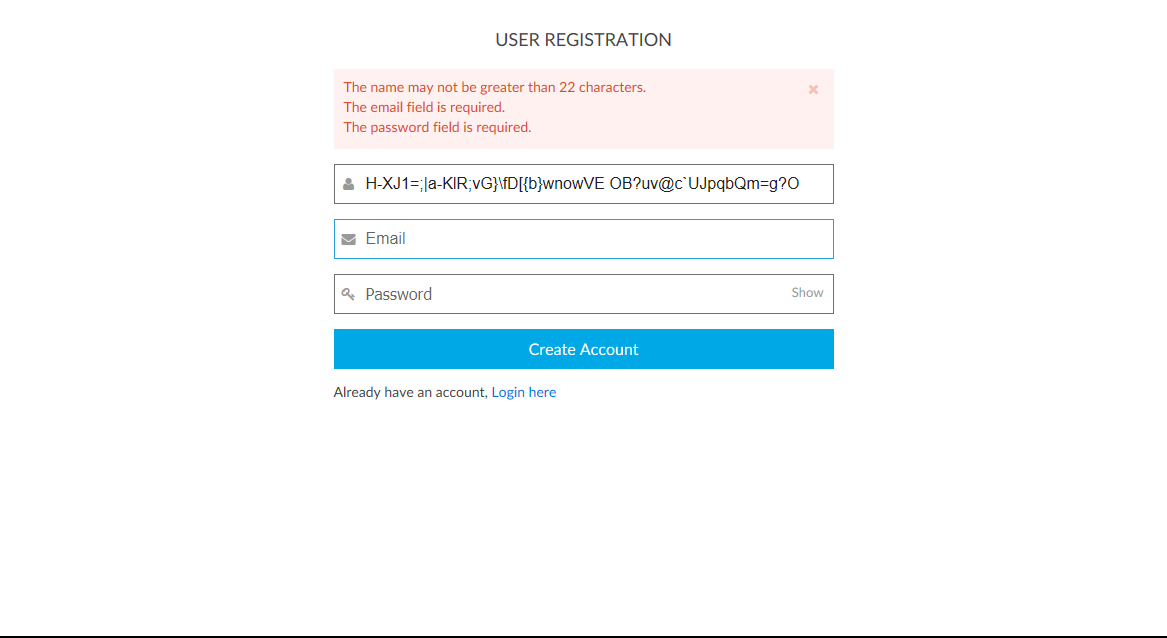 USER REGISTRATION
The name may not be greater than 22 characters.
The email field is required.
The password field is required.
H-XJ1=;|a-KlR;vG}\fD[{b}wnowVE OB?uv@c`UJpqbQm=g?O
Email
Password
Show
Create Account
Already have an account, Login here